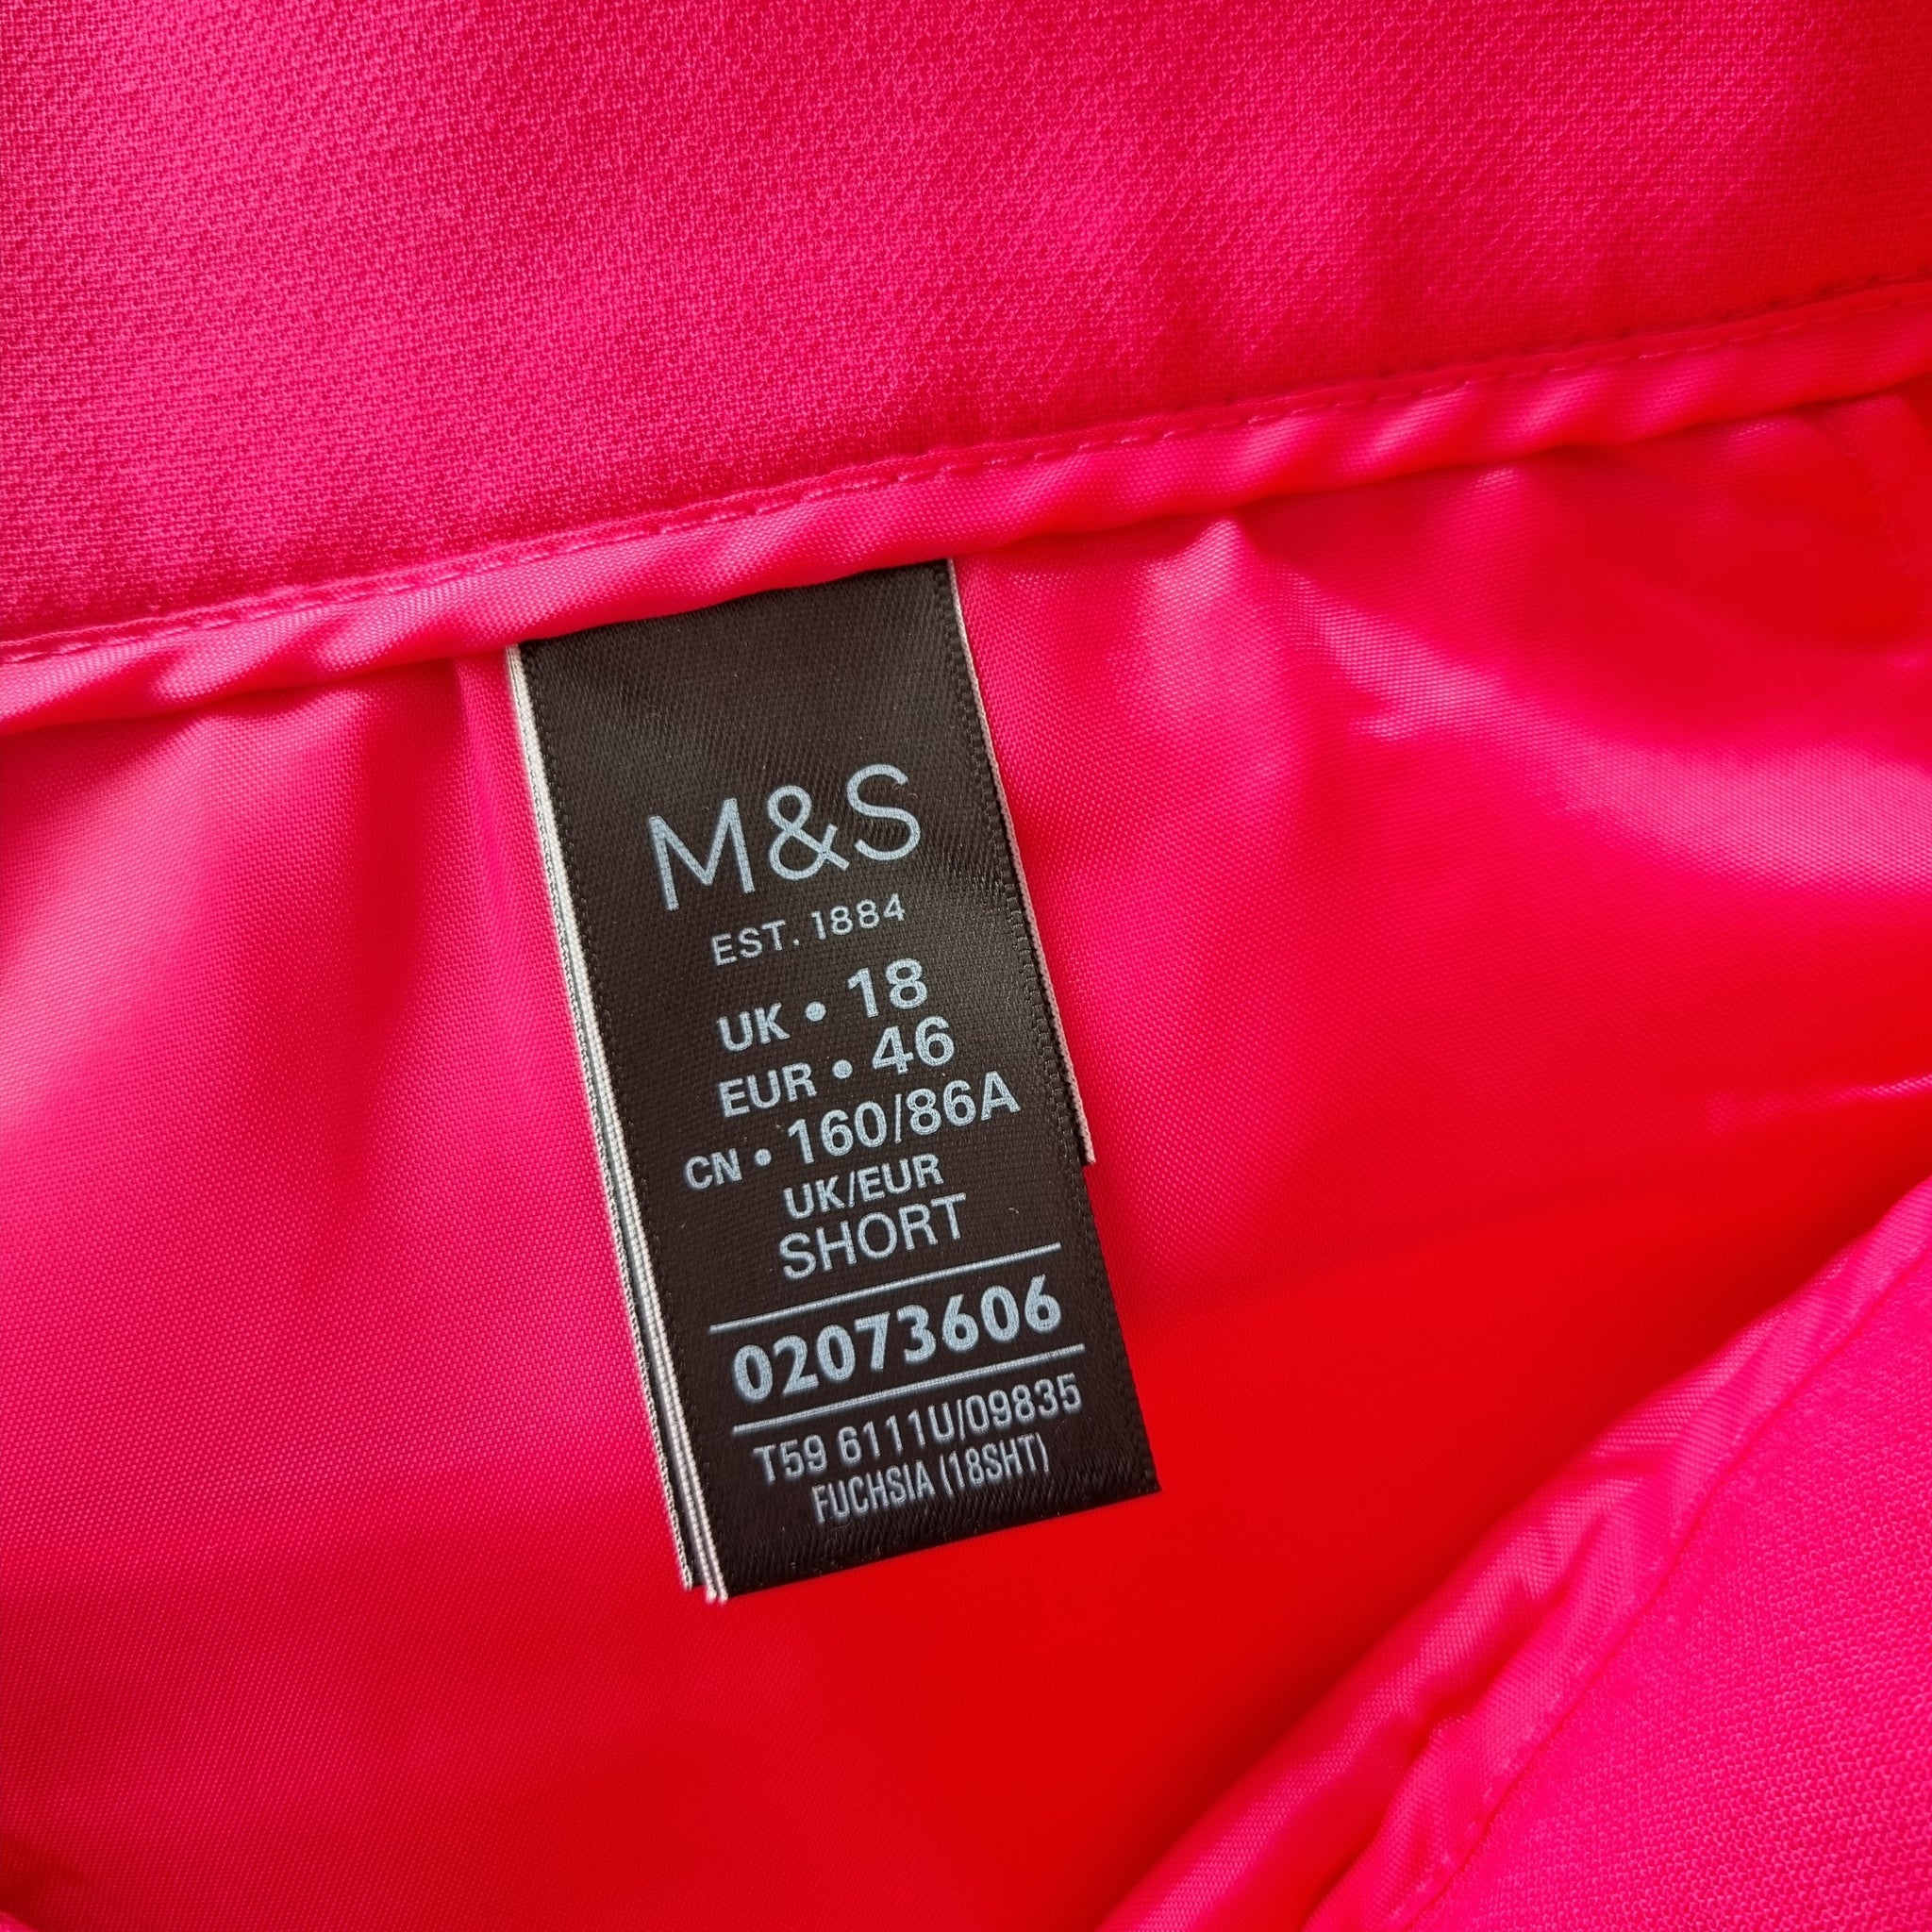 M&S
EST. 1884
UK • 18
EUR • 46
CN • 160/86A
UK/EUR
SHORT
02073606
T59 6111U/09835
FUCHSIA (18SHT)